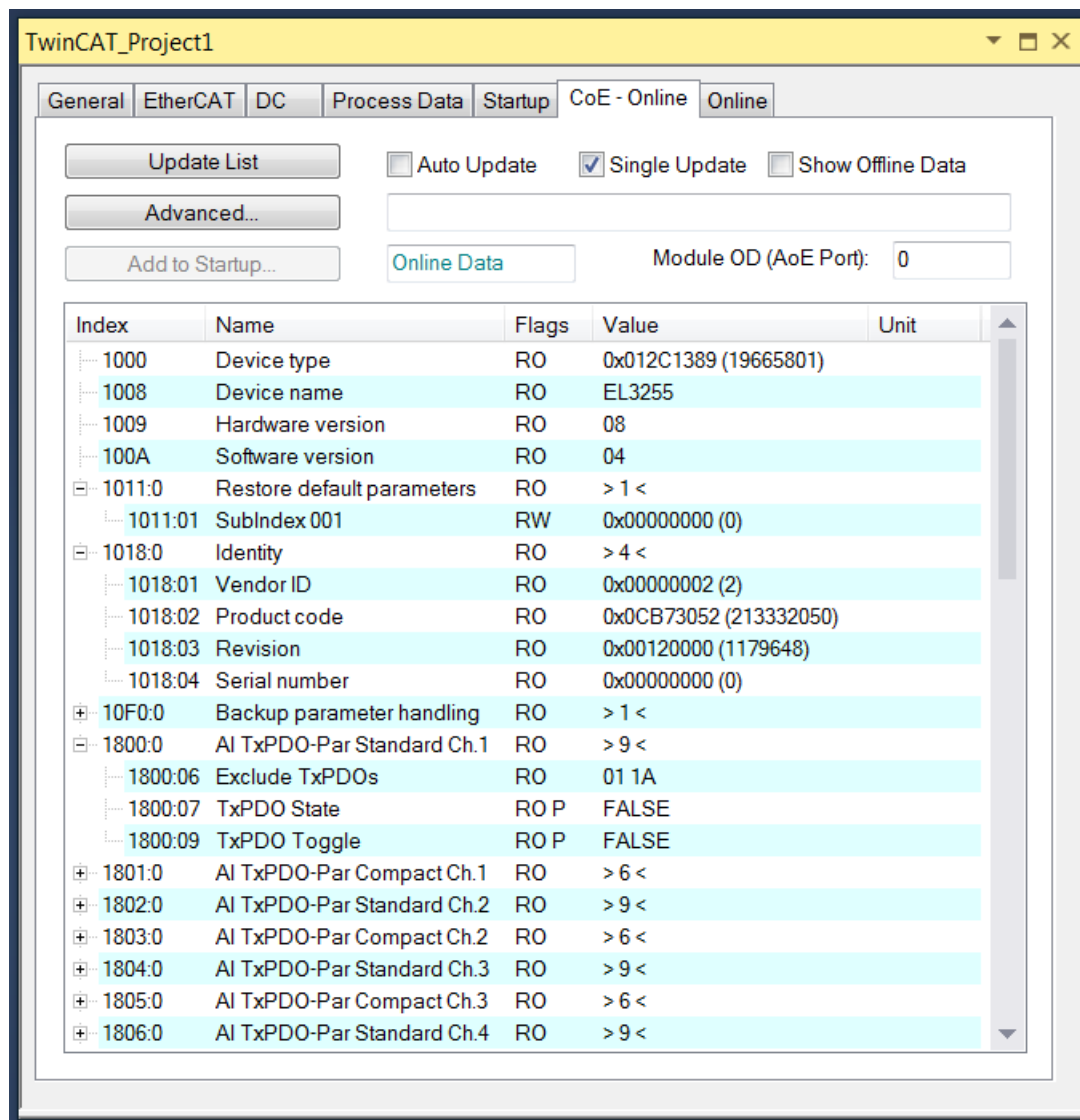 TwinCAT_Project1
General EtherCAT DC Process Data Startup CoE - Online Online
Update List Auto Update Single Update Show Offline Data
Advanced...
Add to Startup... Online Data Module OD (AoE Port): 0
Index Name Flags Value Unit
1000 Device type RO 0x012C1389 (19665801)
1008 Device name RO EL3255
1009 Hardware version RO 08
100A Software version RO 04
1011:0 Restore default parameters RO > 1 <
1011:01 SubIndex 001 RW 0x00000000 (0)
1018:0 Identity RO > 4 <
1018:01 Vendor ID RO 0x00000002 (2)
1018:02 Product code RO 0x0CB73052 (213332050)
1018:03 Revision RO 0x00120000 (1179648)
1018:04 Serial number RO 0x00000000 (0)
10F0:0 Backup parameter handling RO > 1 <
1800:0 AI TxPDO-Par Standard Ch.1 RO > 9 <
1800:06 Exclude TxPDOs RO 01 1A
1800:07 TxPDO State RO P FALSE
1800:09 TxPDO Toggle RO P FALSE
1801:0 AI TxPDO-Par Compact Ch.1 RO > 6 <
1802:0 AI TxPDO-Par Standard Ch.2 RO > 9 <
1803:0 AI TxPDO-Par Compact Ch.2 RO > 6 <
1804:0 AI TxPDO-Par Standard Ch.3 RO > 9 <
1805:0 AI TxPDO-Par Compact Ch.3 RO > 6 <
1806:0 AI TxPDO-Par Standard Ch.4 RO > 9 <